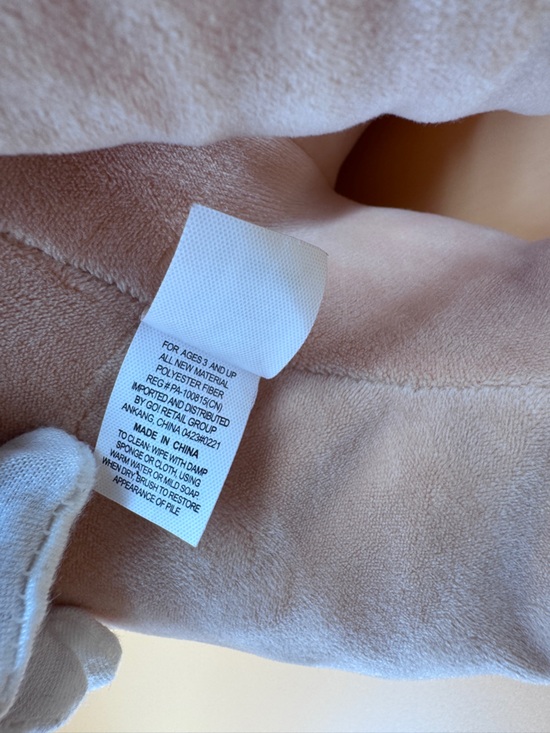 FOR AGES 3 AND UP
ALL NEW MATERIAL
POLYESTER FIBER
REG # PA-100815(CN)
IMPORTED AND DISTRIBUTED
BY GO! RETAIL GROUP
ANKANG, CHINA 0423#0221
MADE IN CHINA
TO CLEAN: WIPE WITH DAMP
SPONGE OR CLOTH, USING
WARM WATER OR MILD SOAP.
WHEN DRY, BRUSH TO RESTORE
APPEARANCE OF PILE